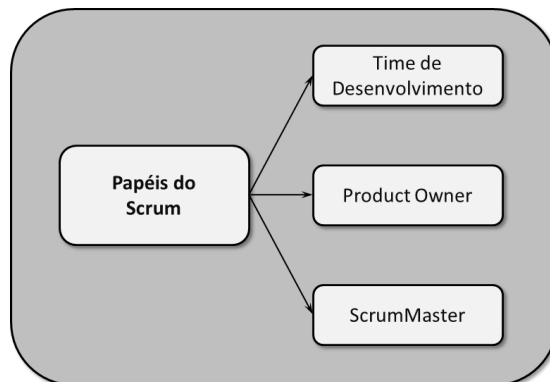 Papéis do
Scrum
Time de
Desenvolvimento
Product Owner
ScrumMaster